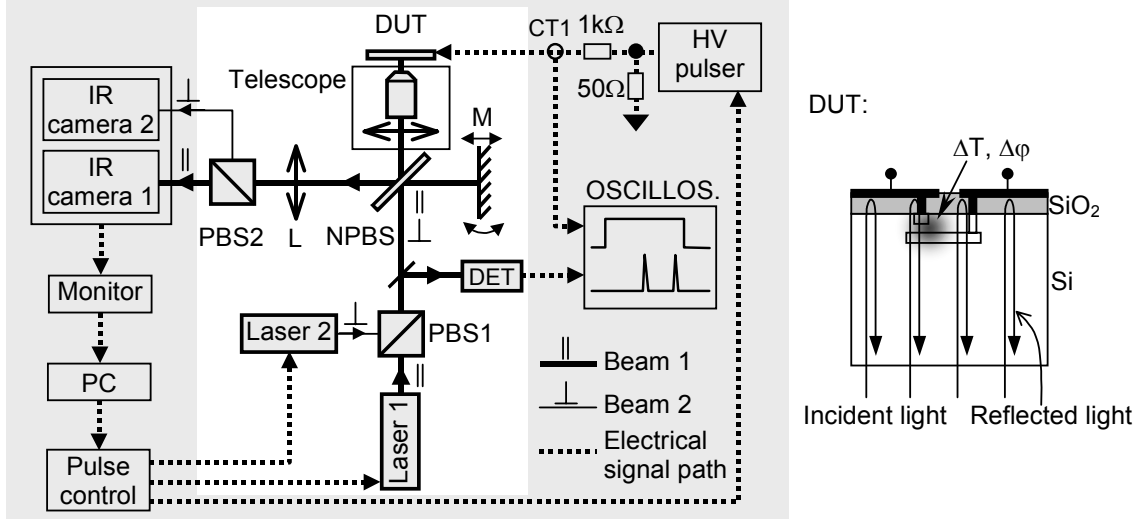 DUT
CT1
1kΩ
HV
pulser
50Ω
Telescope
IR
camera 2
⊥
M
IR
camera 1
||
PBS2
L
NPBS
||
⊥
OSCILLOS.
DET
Monitor
Laser 2
⊥
PBS1
||
PC
Laser 1
|| Beam 1
⊥ Beam 2
Electrical
signal path
Pulse
control
DUT:
ΔT, Δφ
SiO₂
Si
Incident light
Reflected light